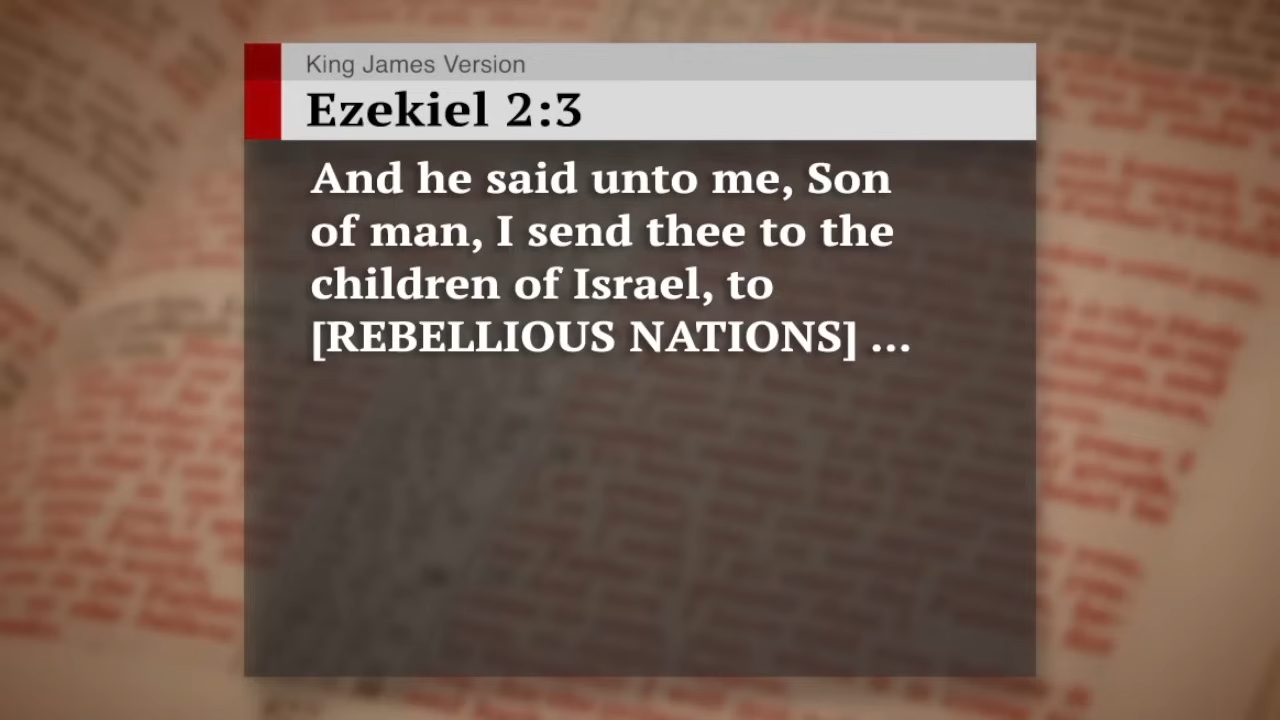 King James Version
Ezekiel 2:3
And he said unto me, Son
of man, I send thee to the
children of Israel, to
[REBELLIOUS NATIONS] ...